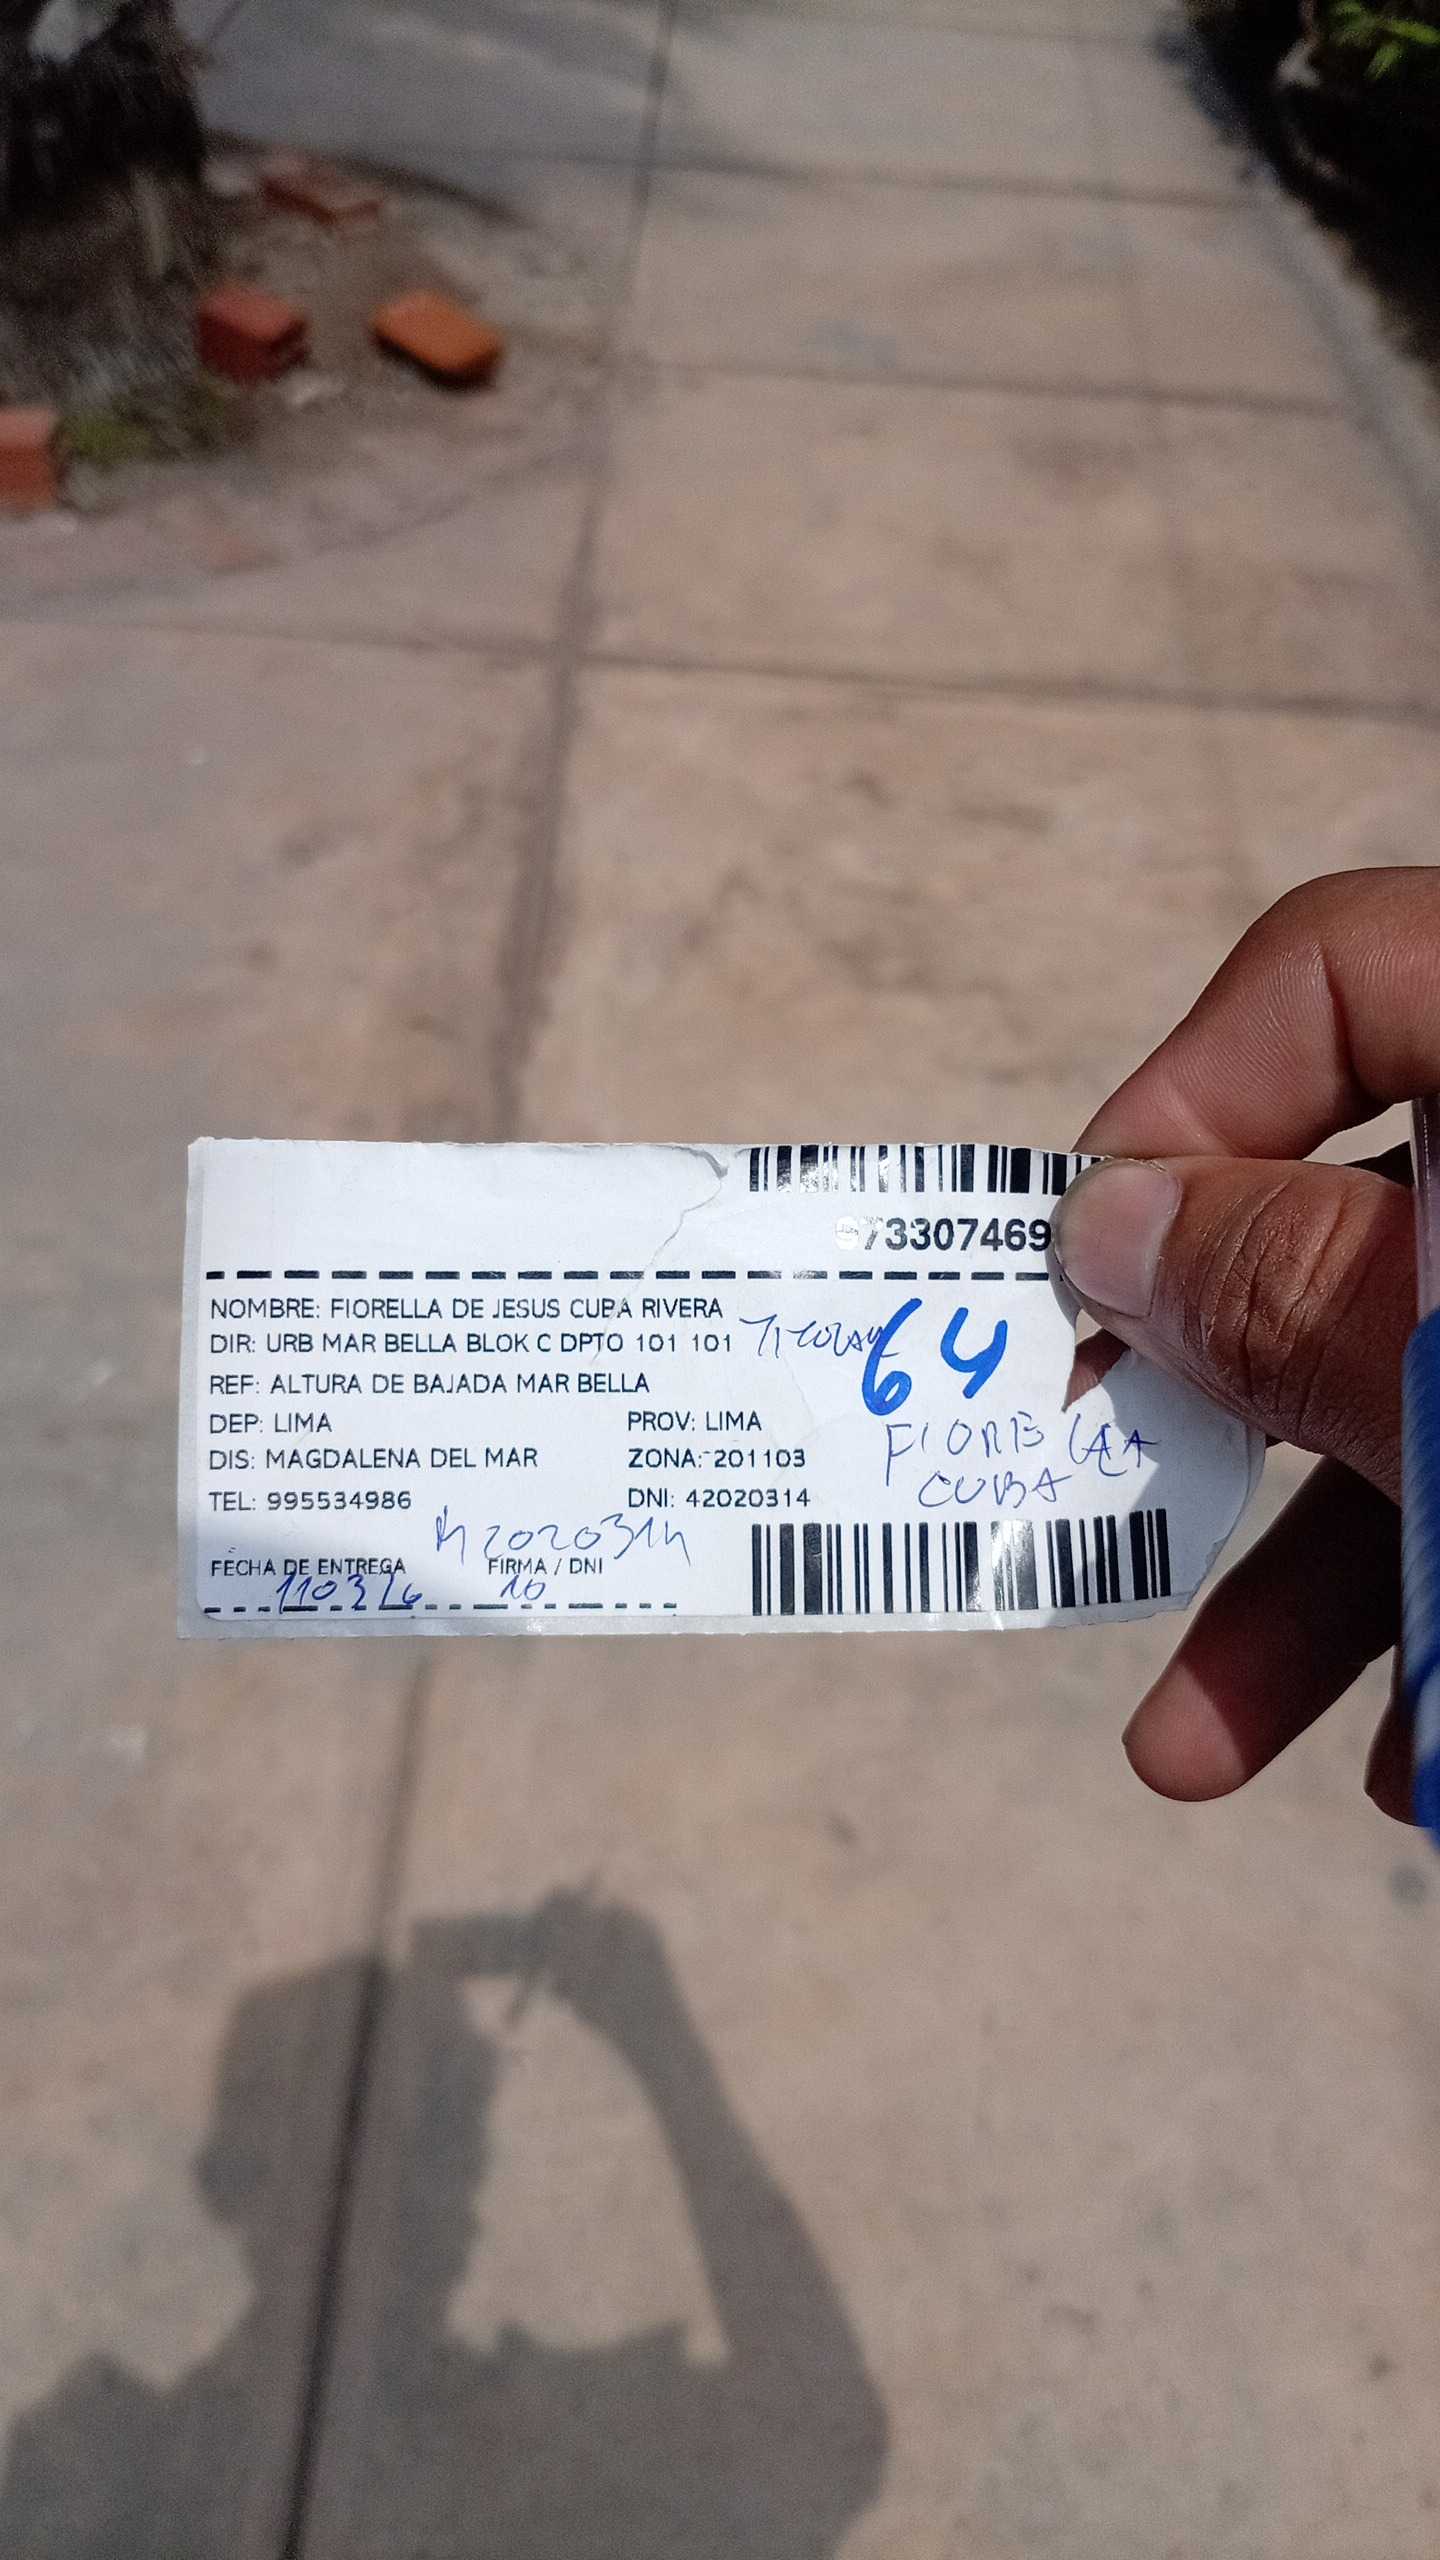 73307469
NOMBRE: FIORELLA DE JESUS CUBA RIVERA
DIR: URB MAR BELLA BLOK C DPTO 101 101
64
REF: ALTURA DE BAJADA MAR BELLA
DEP: LIMA PROV: LIMA
FIORELLA
DIS: MAGDALENA DEL MAR ZONA: 201103
CUBA
TEL: 995534986 DNI: 42020314
42020314
FECHA DE ENTREGA FIRMA / DNI
10